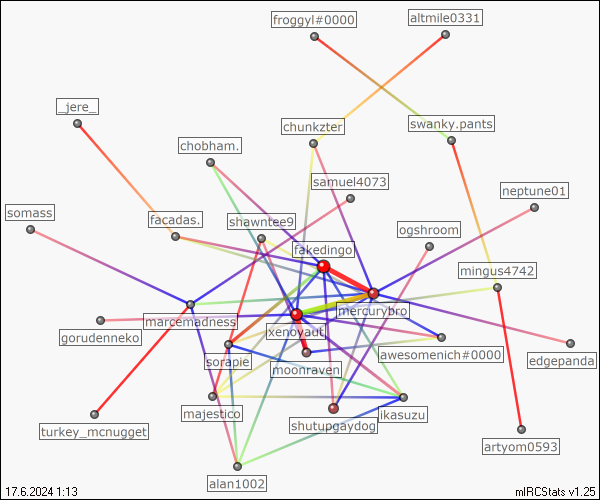 froggyl#0000
altmile0331
_jere_
chunkzter
swanky.pants
chobham.
samuel4073
neptune01
somass
facadas.
shawntee9
ogshroom
fakedingo
mingus4742
mercurybro
marcemadness
xenoyaut
gorudenneko
sorapie
lawesomenich#0000
edgepanda
moonraven
majestico
ikasuzu
turkey_mcnugget
shutupgaydog
artyom0593
alan1002
17.6.2024 1:13
mIRCStats v1.25